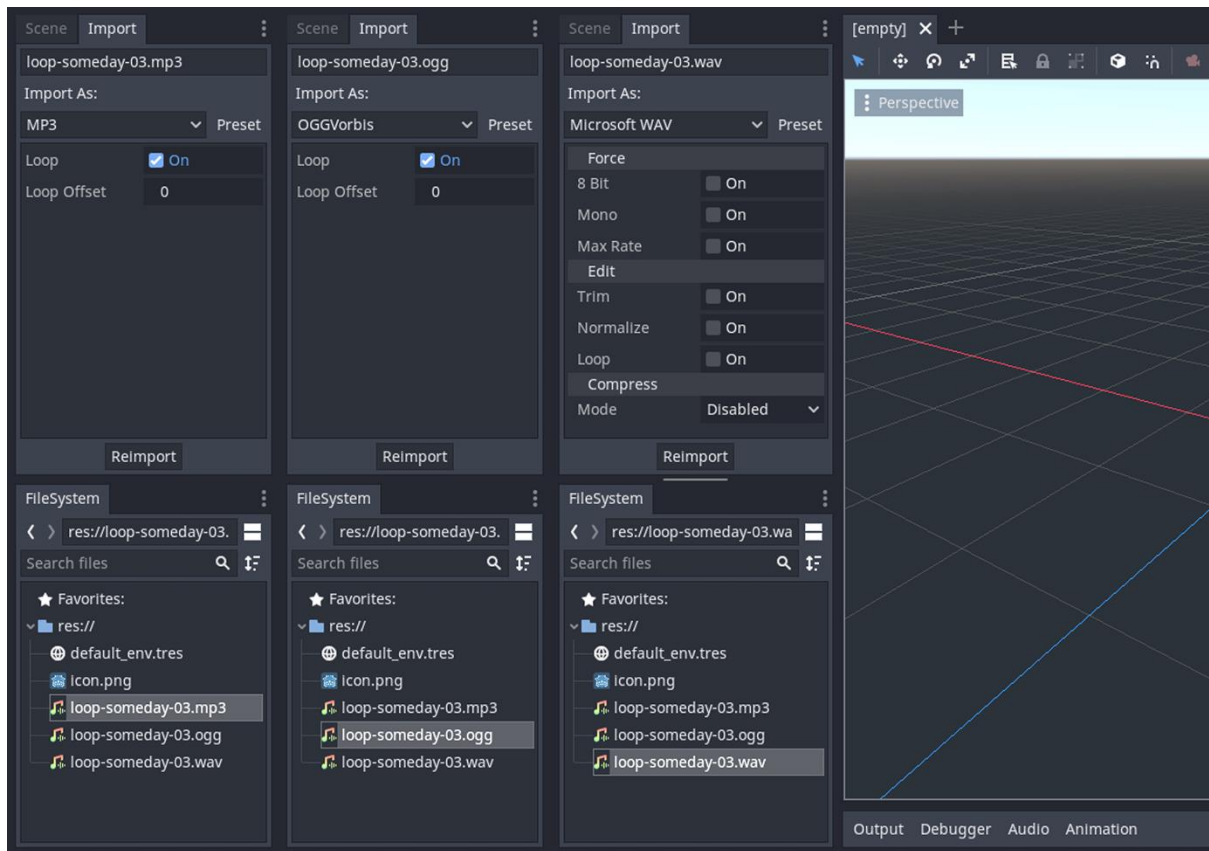 Scene Import
loop-someday-03.mp3
Import As:
MP3 Preset
Loop On
Loop Offset 0
Reimport
FileSystem
res://loop-someday-03.
Search files
Favorites:
res://
default_env.tres
icon.png
loop-someday-03.mp3
loop-someday-03.ogg
loop-someday-03.wav
Scene Import
loop-someday-03.ogg
Import As:
OGGVorbis Preset
Loop On
Loop Offset 0
Reimport
FileSystem
res://loop-someday-03.
Search files
Favorites:
res://
default_env.tres
icon.png
loop-someday-03.mp3
loop-someday-03.ogg
loop-someday-03.wav
Scene Import
loop-someday-03.wav
Import As:
Microsoft WAV Preset
Force
8 Bit On
Mono On
Max Rate On
Edit
Trim On
Normalize On
Loop On
Compress
Mode Disabled
Reimport
FileSystem
res://loop-someday-03.wa
Search files
Favorites:
res://
default_env.tres
icon.png
loop-someday-03.mp3
loop-someday-03.ogg
loop-someday-03.wav
[empty]
Perspective
Output Debugger Audio Animation